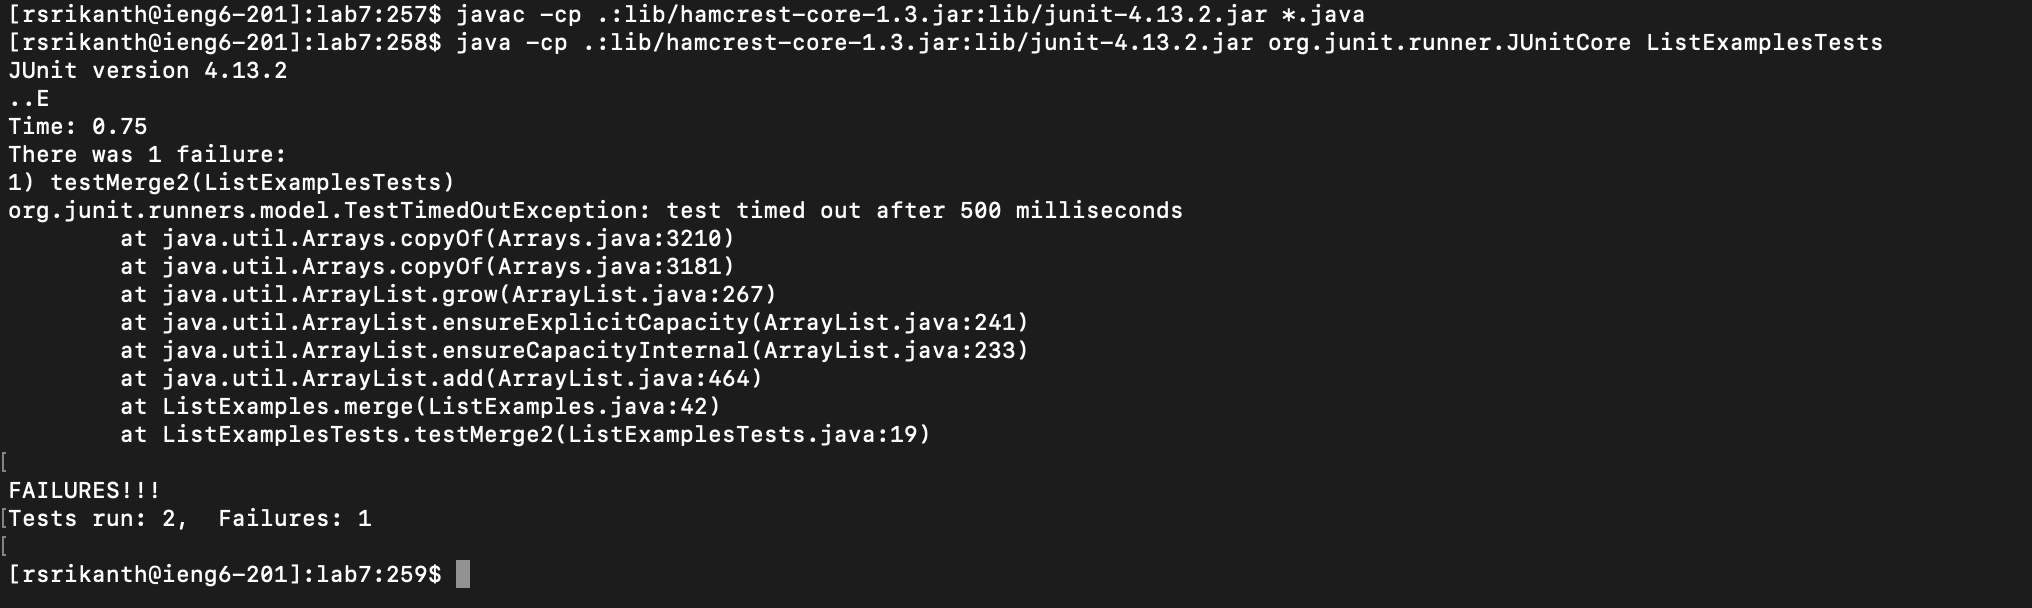 [rsrikanth@ieng6-201]:lab7:257$ javac -cp .:lib/hamcrest-core-1.3.jar:lib/junit-4.13.2.jar *.java
[rsrikanth@ieng6-201]:lab7:258$ java -cp .:lib/hamcrest-core-1.3.jar:lib/junit-4.13.2.jar org.junit.runner.JUnitCore ListExamplesTests
JUnit version 4.13.2
..E
Time: 0.75
There was 1 failure:
1) testMerge2(ListExamplesTests)
org.junit.runners.model.TestTimedOutException: test timed out after 500 milliseconds
        at java.util.Arrays.copyOf(Arrays.java:3210)
        at java.util.Arrays.copyOf(Arrays.java:3181)
        at java.util.ArrayList.grow(ArrayList.java:267)
        at java.util.ArrayList.ensureExplicitCapacity(ArrayList.java:241)
        at java.util.ArrayList.ensureCapacityInternal(ArrayList.java:233)
        at java.util.ArrayList.add(ArrayList.java:464)
        at ListExamples.merge(ListExamples.java:42)
        at ListExamplesTests.testMerge2(ListExamplesTests.java:19)
[
FAILURES!!!
[Tests run: 2,  Failures: 1
[
[rsrikanth@ieng6-201]:lab7:259$